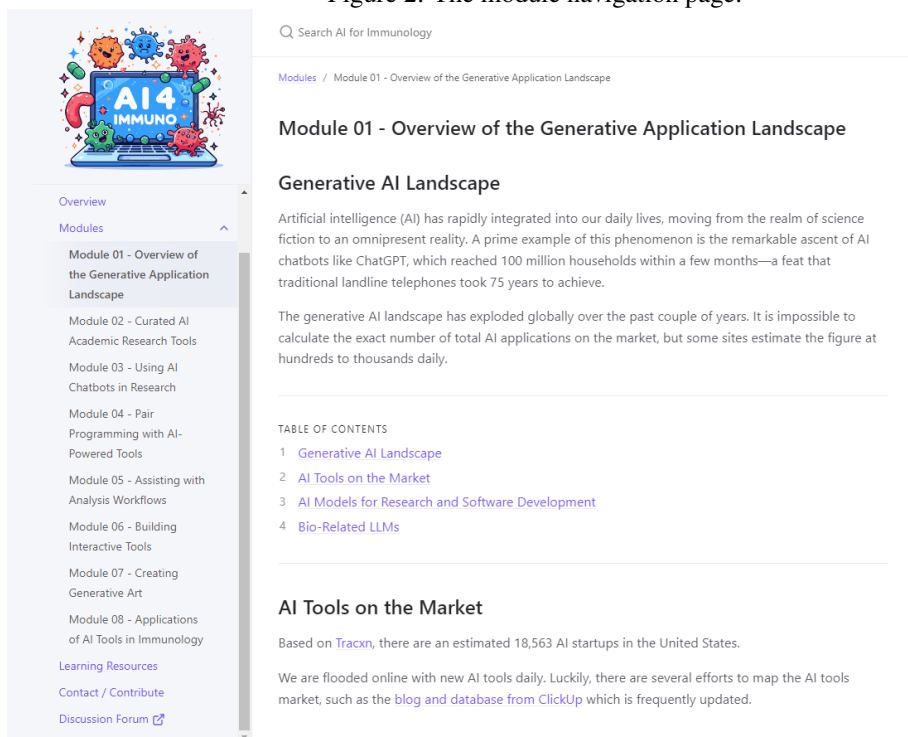 Figure 2: The module navigation page.
AI4
IMMUNO
Overview
Modules
Module 01 - Overview of
the Generative Application
Landscape
Module 02 - Curated AI
Academic Research Tools
Module 03 - Using AI
Chatbots in Research
Module 04 - Pair
Programming with AI-
Powered Tools
Module 05 - Assisting with
Analysis Workflows
Module 06 - Building
Interactive Tools
Module 07 - Creating
Generative Art
Module 08 - Applications
of AI Tools in Immunology
Learning Resources
Contact / Contribute
Discussion Forum
Search AI for Immunology
Modules / Module 01 - Overview of the Generative Application Landscape
Module 01 - Overview of the Generative Application Landscape
Generative AI Landscape
Artificial intelligence (AI) has rapidly integrated into our daily lives, moving from the realm of science
fiction to an omnipresent reality. A prime example of this phenomenon is the remarkable ascent of AI
chatbots like ChatGPT, which reached 100 million households within a few months—a feat that
traditional landline telephones took 75 years to achieve.
The generative AI landscape has exploded globally over the past couple of years. It is impossible to
calculate the exact number of total AI applications on the market, but some sites estimate the figure at
hundreds to thousands daily.
TABLE OF CONTENTS
1 Generative AI Landscape
2 AI Tools on the Market
3 AI Models for Research and Software Development
4 Bio-Related LLMs
AI Tools on the Market
Based on Tracxn, there are an estimated 18,563 AI startups in the United States.
We are flooded online with new AI tools daily. Luckily, there are several efforts to map the AI tools
market, such as the blog and database from ClickUp which is frequently updated.